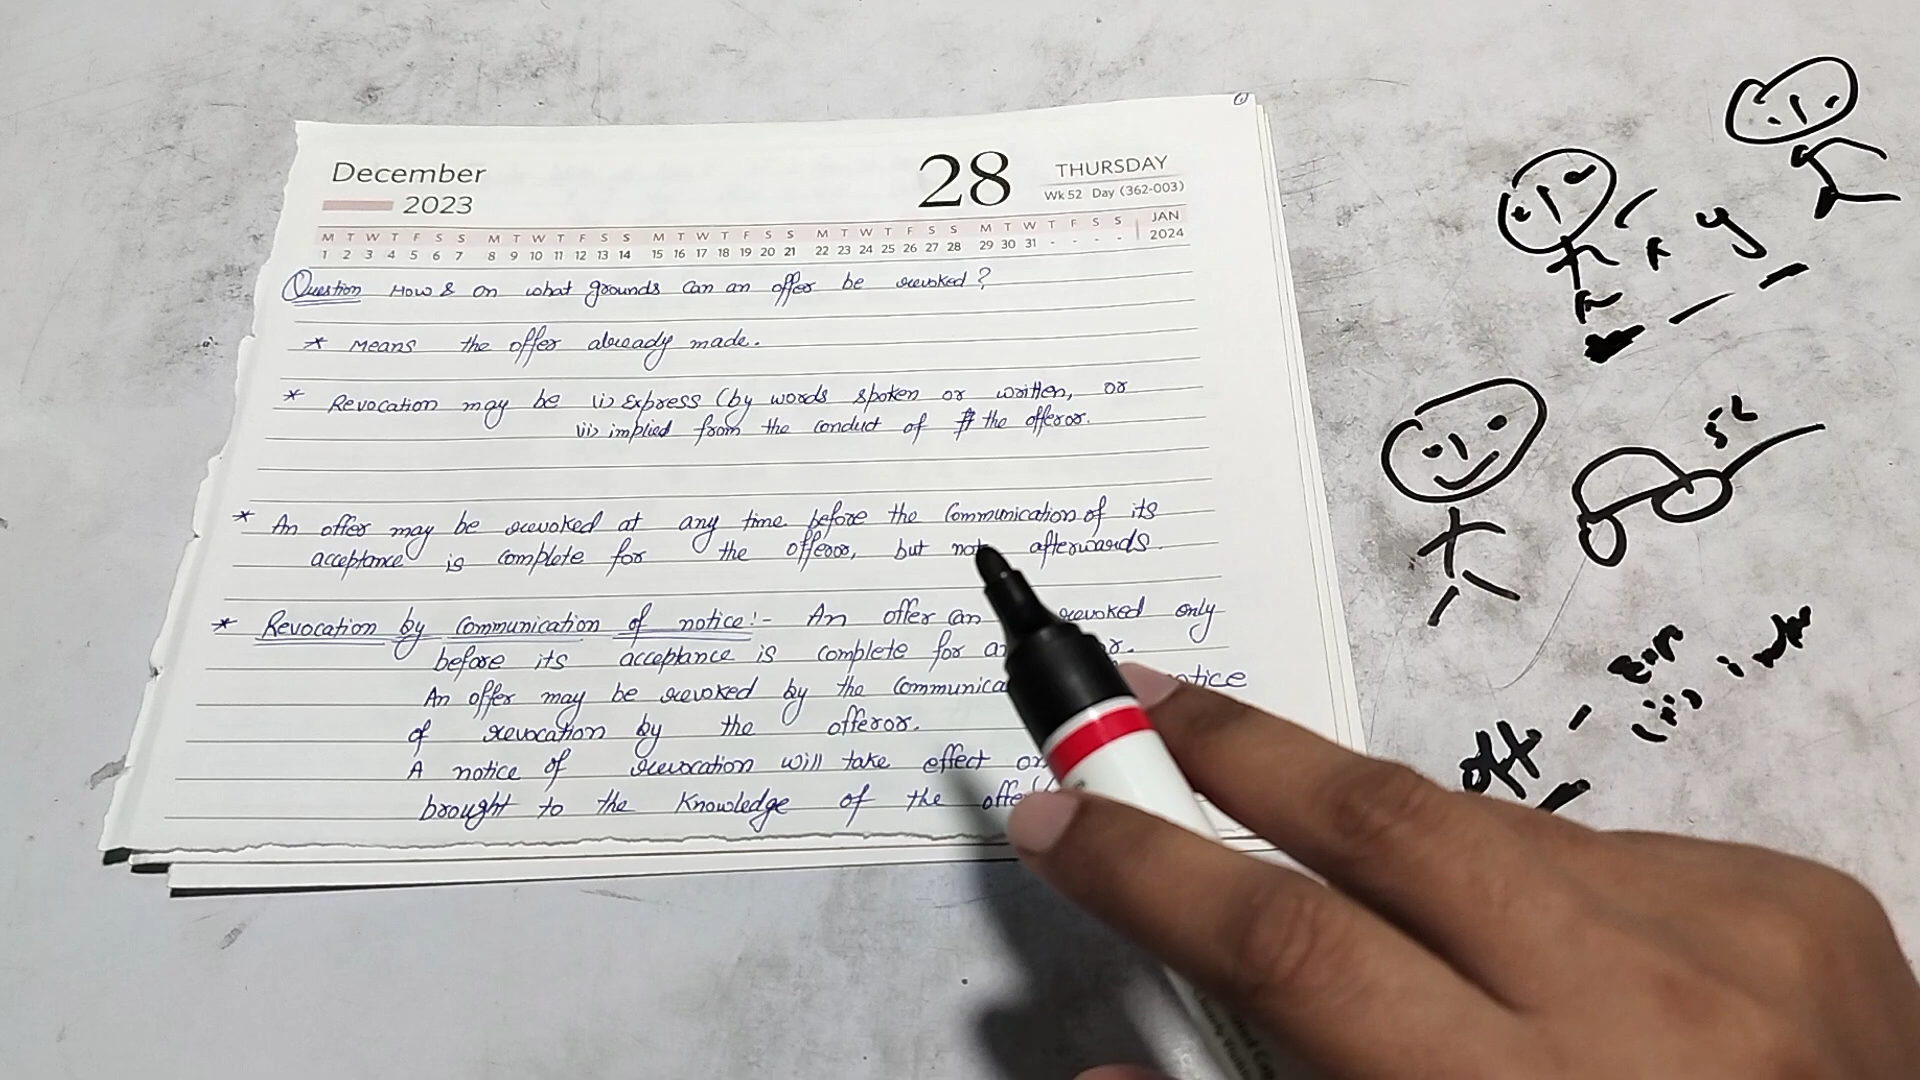 December
2023
28
THURSDAY
Wk 52 Day (362-003)
M T W T F S S M T W T F S S M T W T F S S M T W T F S S M T W T F S S JAN
1 2 3 4 5 6 7 8 9 10 11 12 13 14 15 16 17 18 19 20 21 22 23 24 25 26 27 28 29 30 31 - - - - 2024
Question How & on what grounds can an offer be revoked?
* Means the offer already made.
* Revocation may be (i) Express (by words spoken or written, or
(ii) implied from the conduct of the offeror.
* An offer may be revoked at any time before the communication of its
acceptance is complete for the offeror, but not afterwards.
* Revocation by communication of notice:- An offer can revoked only
before its acceptance is complete for
An offer may be revoked by the communica otice
of revocation by the offeror.
A notice of revocation will take effect
brought to the knowledge of the offe
y
5L
off. - Exp
(ii)